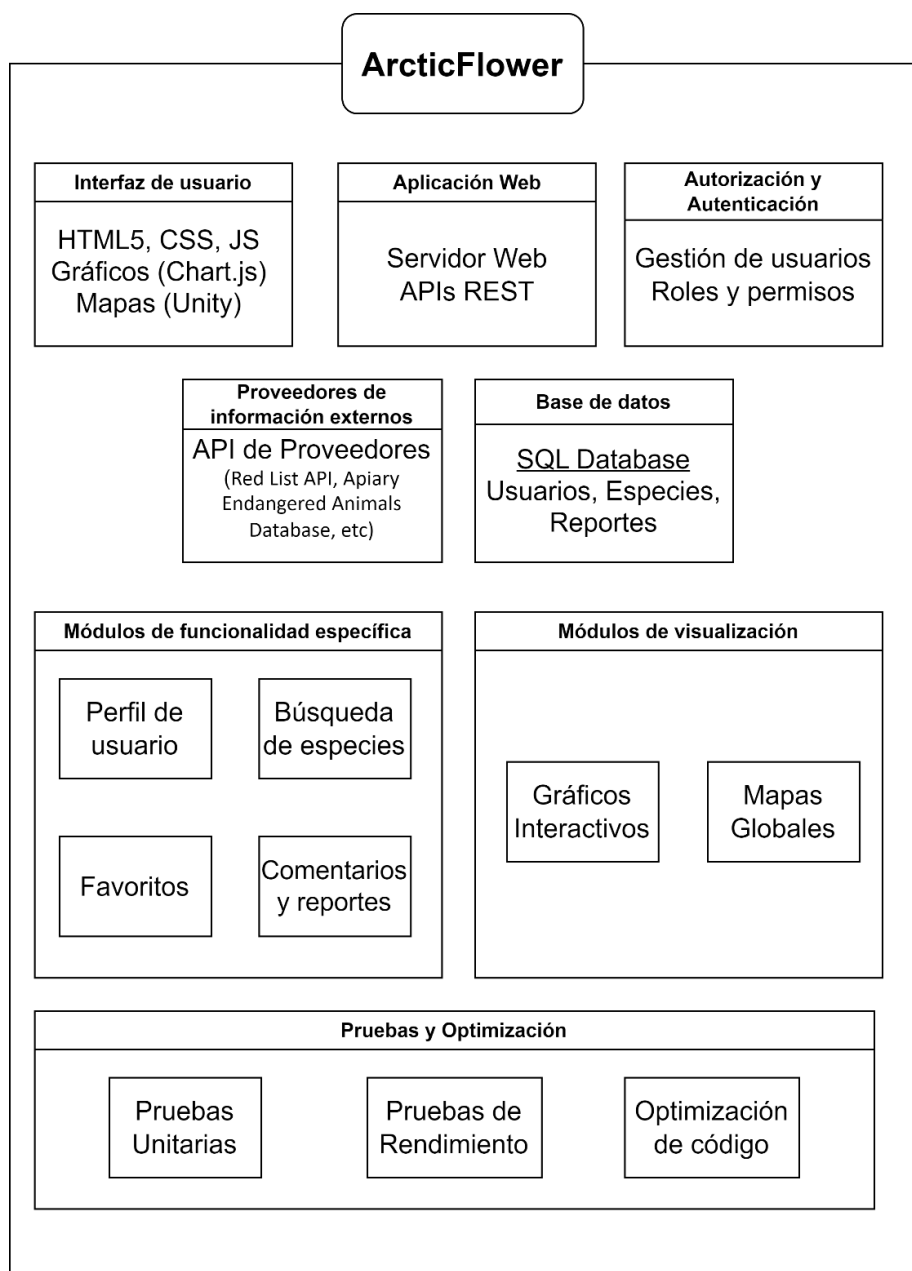 ArcticFlower
Interfaz de usuario
HTML5, CSS, JS
Gráficos (Chart.js)
Mapas (Unity)
Aplicación Web
Servidor Web
APIs REST
Autorización y
Autenticación
Gestión de usuarios
Roles y permisos
Proveedores de
información externos
API de Proveedores
(Red List API, Apiary
Endangered Animals
Database, etc)
Base de datos
SQL Database
Usuarios, Especies,
Reportes
Módulos de funcionalidad específica
Perfil de
usuario
Búsqueda
de especies
Favoritos
Comentarios
y reportes
Módulos de visualización
Gráficos
Interactivos
Mapas
Globales
Pruebas y Optimización
Pruebas
Unitarias
Pruebas de
Rendimiento
Optimización
de código